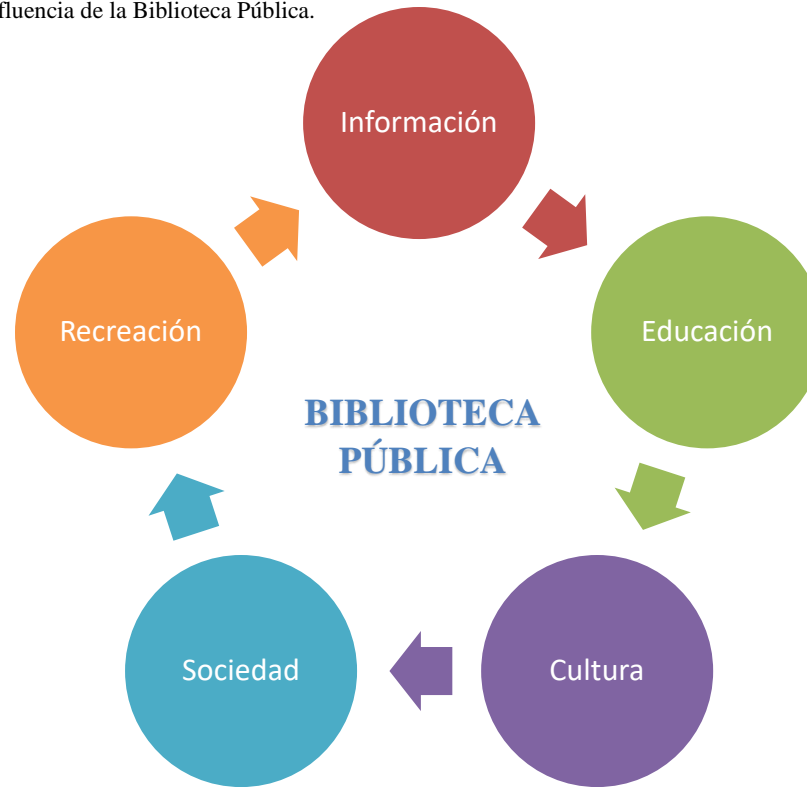 fluencia de la Biblioteca Pública.
Información
Educación
Recreación
BIBLIOTECA
PÚBLICA
Sociedad
Cultura